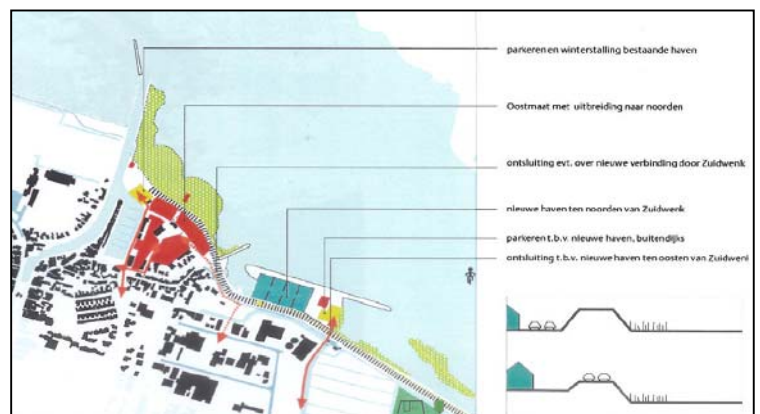 parkeren en winterstalling bestaande haven
Oostmaat met uitbreiding naar noorden
ontsluiting evt. over nieuwe verbinding door Zuidwenk
nieuwe haven ten noorden van Zuidwenk
parkeren t.b.v. nieuwe haven, buitendijks
ontsluiting t.b.v. nieuwe haven ten oosten van Zuidwenl